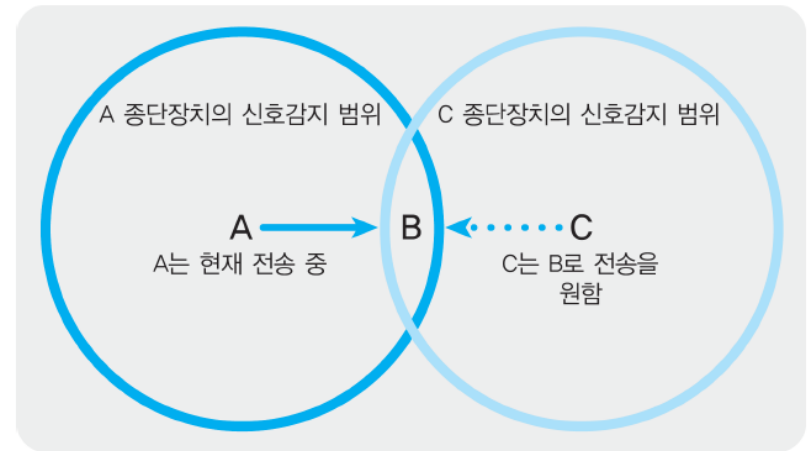 A 종단장치의 신호감지 범위
C 종단장치의 신호감지 범위
A
B
C
A는 현재 전송 중
C는 B로 전송을
원함